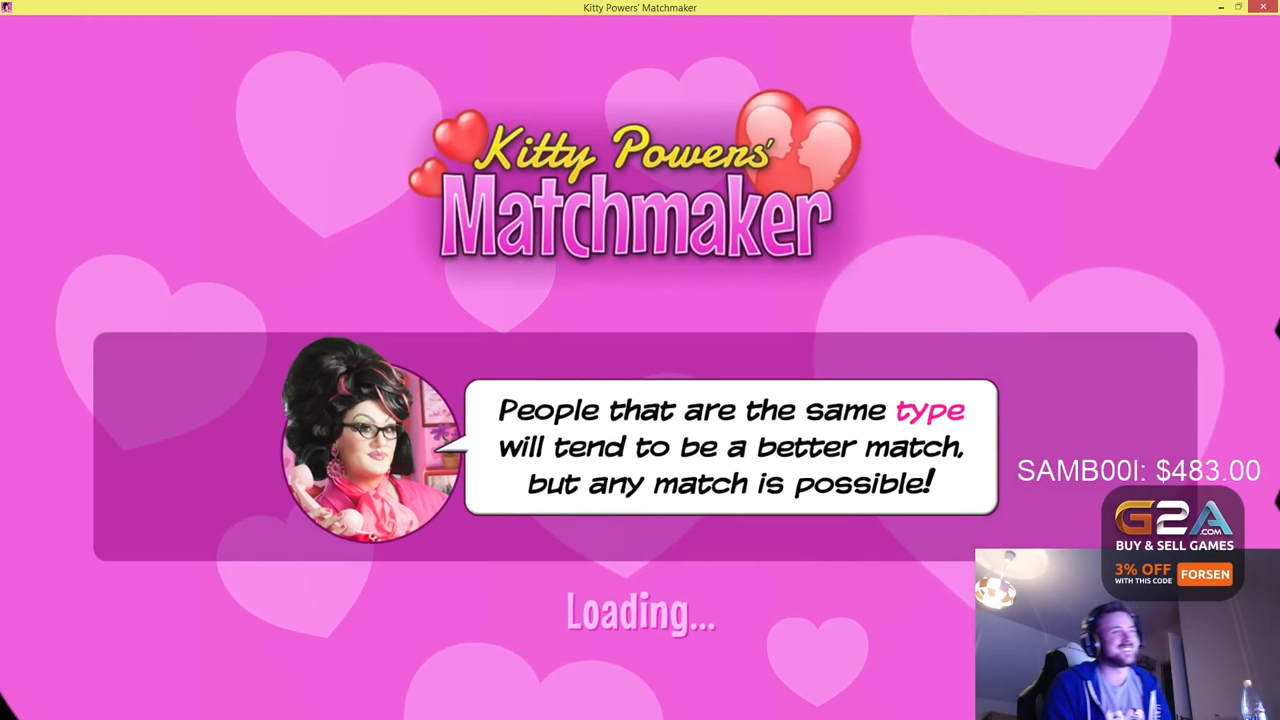 Kitty Powers' Matchmaker
Kitty Powers'
Matchmaker
People that are the same type
will tend to be a better match,
but any match is possible!
SAMB00I: $483.00
G2A
.COM
BUY & SELL GAMES
3% OFF
WITH THIS CODE
FORSEN
Loading...